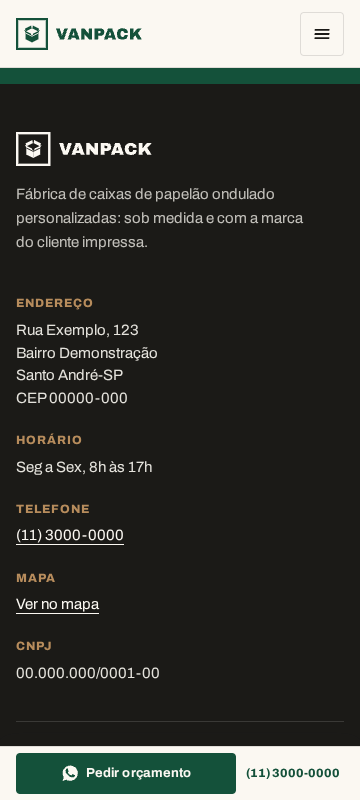 VANPACK
VANPACK
Fábrica de caixas de papelão ondulado
personalizadas: sob medida e com a marca
do cliente impressa.
ENDEREÇO
Rua Exemplo, 123
Bairro Demonstração
Santo André-SP
CEP 00000-000
HORÁRIO
Seg a Sex, 8h às 17h
TELEFONE
(11) 3000-0000
MAPA
Ver no mapa
CNPJ
00.000.000/0001-00
Pedir orçamento
(11) 3000-0000